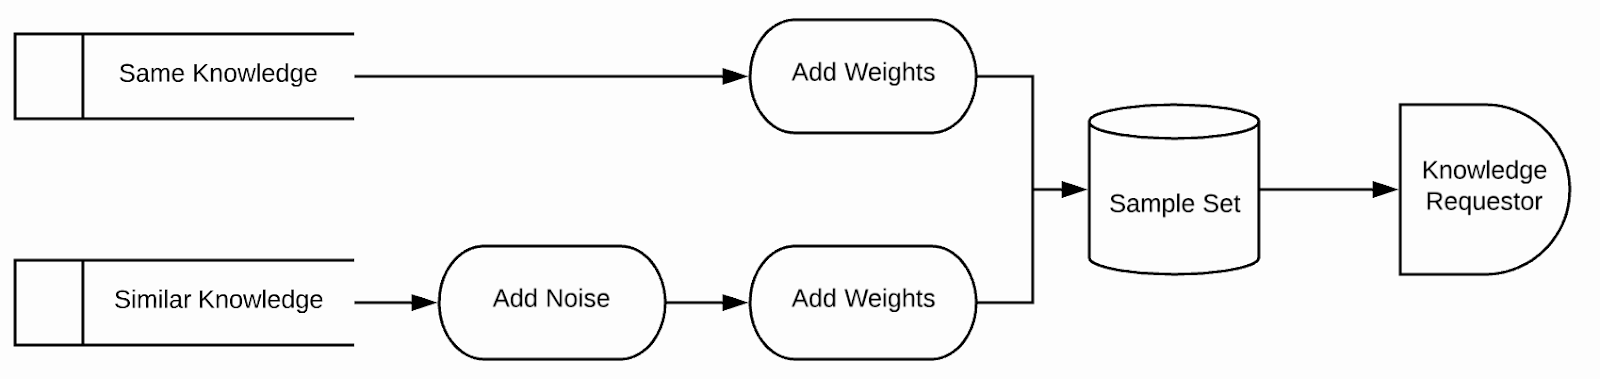 Same Knowledge
Add Weights
Similar Knowledge
Add Noise
Add Weights
Sample Set
Knowledge
Requestor